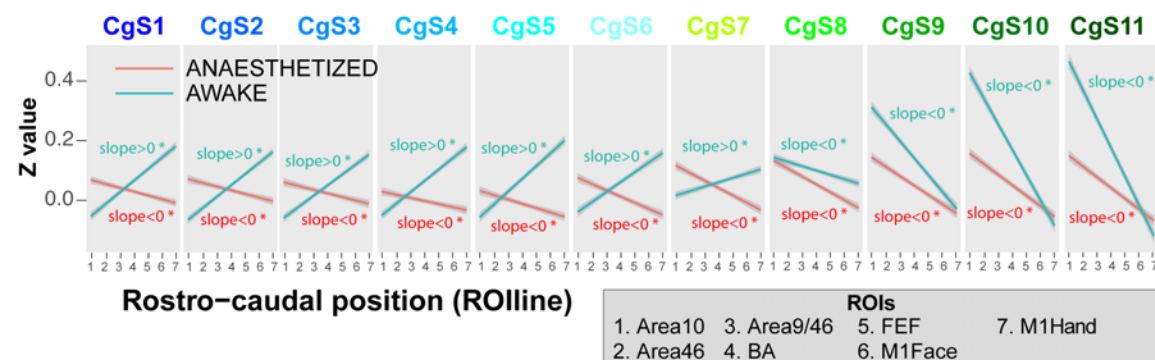 CgS1 CgS2 CgS3 CgS4 CgS5 CgS6 CgS7 CgS8 CgS9 CgS10 CgS11
ANAESTHETIZED
AWAKE
Z value
0.4
0.2
0.0
slope>0 * slope>0 * slope>0 * slope>0 * slope>0 * slope>0 * slope>0 * slope<0 * slope<0 * slope<0 * slope<0 *
slope<0 * slope<0 * slope<0 * slope<0 * slope<0 * slope<0 * slope<0 * slope<0 * slope<0 * slope<0 * slope<0 *
1 2 3 4 5 6 7 1 2 3 4 5 6 7 1 2 3 4 5 6 7 1 2 3 4 5 6 7 1 2 3 4 5 6 7 1 2 3 4 5 6 7 1 2 3 4 5 6 7 1 2 3 4 5 6 7 1 2 3 4 5 6 7 1 2 3 4 5 6 7 1 2 3 4 5 6 7
Rostro-caudal position (ROIline)
ROIs
1. Area10 3. Area9/46 5. FEF 7. M1Hand
2. Area46 4. BA 6. M1Face